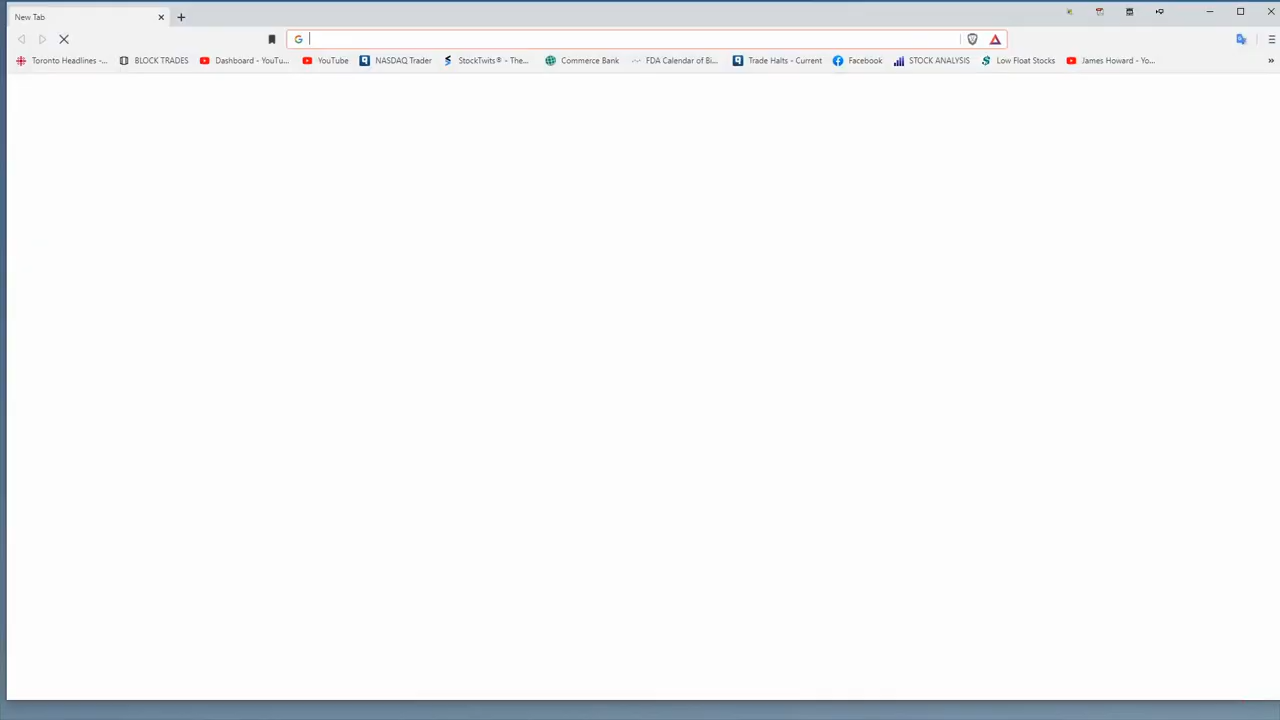 New Tab
Toronto Headlines -... BLOCK TRADES Dashboard - YouTu... YouTube NASDAQ Trader StockTwits® - The... Commerce Bank FDA Calendar of Bi... Trade Halts - Current Facebook STOCK ANALYSIS Low Float Stocks James Howard - Yo...